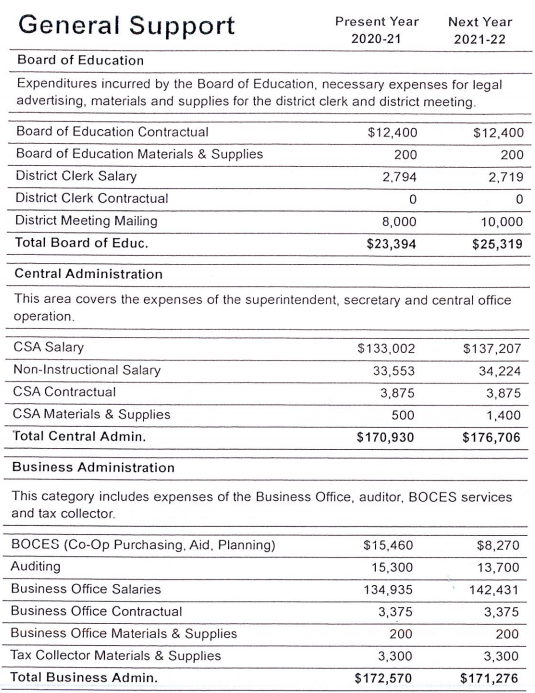 General Support Present Year Next Year
2020-21 2021-22
Board of Education
Expenditures incurred by the Board of Education, necessary expenses for legal
advertising, materials and supplies for the district clerk and district meeting.
Board of Education Contractual $12,400 $12,400
Board of Education Materials & Supplies 200 200
District Clerk Salary 2,794 2,719
District Clerk Contractual 0 0
District Meeting Mailing 8,000 10,000
Total Board of Educ. $23,394 $25,319
Central Administration
This area covers the expenses of the superintendent, secretary and central office
operation.
CSA Salary $133,002 $137,207
Non-Instructional Salary 33,553 34,224
CSA Contractual 3,875 3,875
CSA Materials & Supplies 500 1,400
Total Central Admin. $170,930 $176,706
Business Administration
This category includes expenses of the Business Office, auditor, BOCES services
and tax collector.
BOCES (Co-Op Purchasing, Aid, Planning) $15,460 $8,270
Auditing 15,300 13,700
Business Office Salaries 134,935 142,431
Business Office Contractual 3,375 3,375
Business Office Materials & Supplies 200 200
Tax Collector Materials & Supplies 3,300 3,300
Total Business Admin. $172,570 $171,276